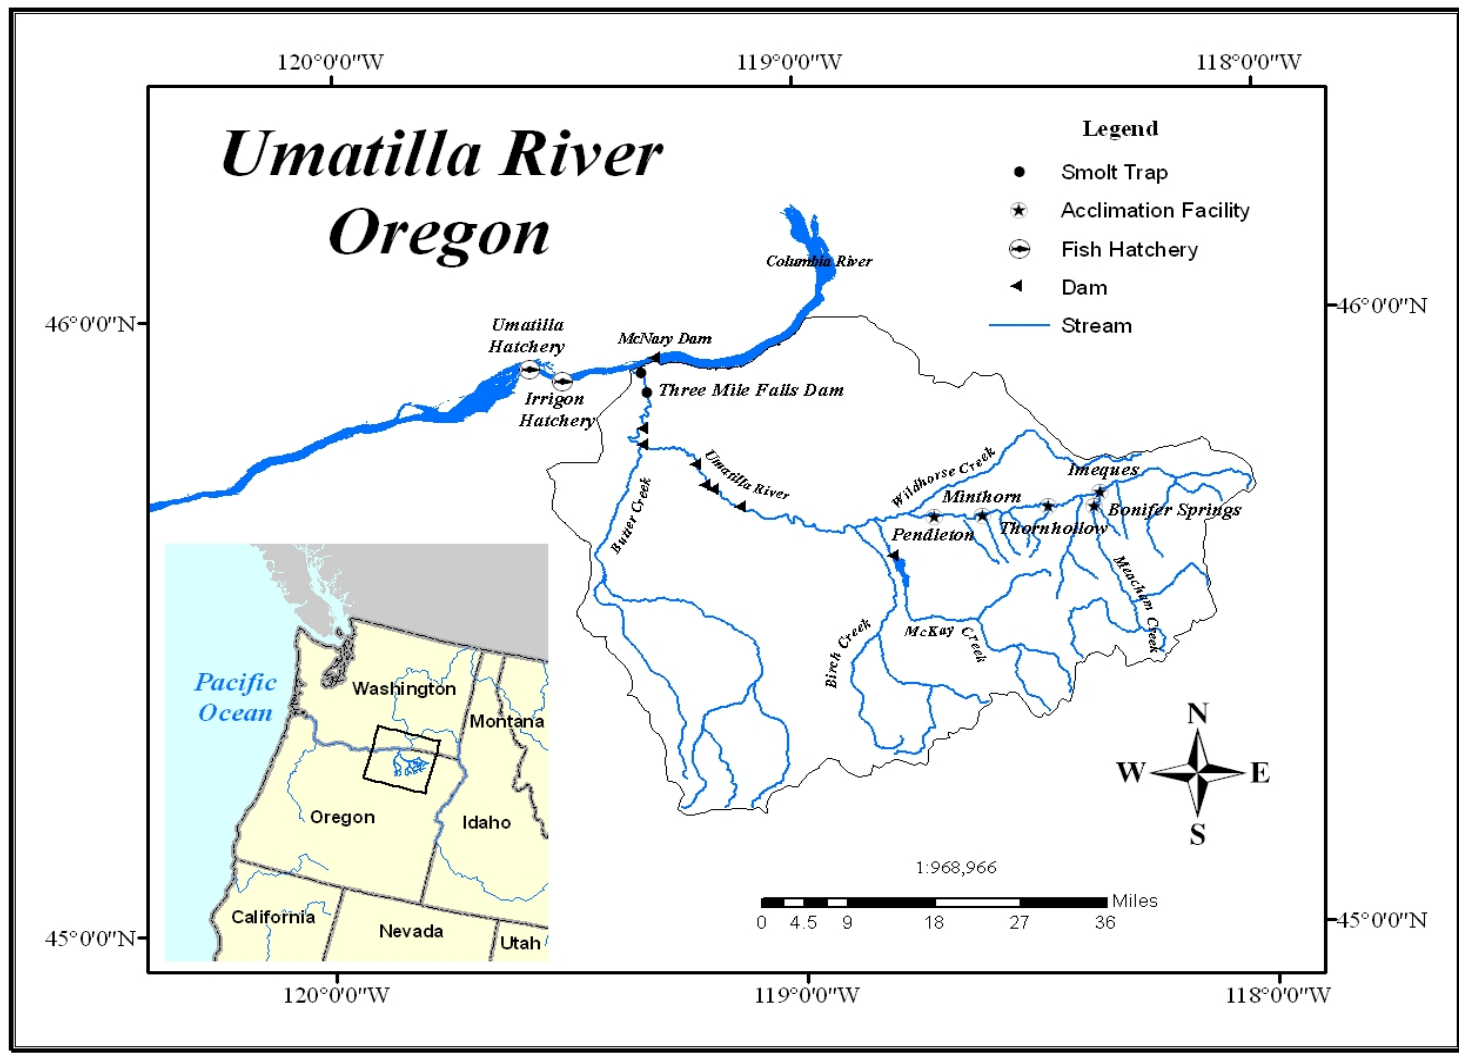 120°0'0"W
119°0'0"W
118°0'0"W
Umatilla River
Oregon
Legend
Smolt Trap
Acclimation Facility
Fish Hatchery
Dam
Stream
Columbia River
46°0'0"N
46°0'0"N
Umatilla
Hatchery
McNary Dam
Irrigon
Hatchery
Three Mile Falls Dam
Umatilla River
Wildhorse Creek
Imeques
Minthorn
Bonifer Springs
Pendleton
Thornhollow
Butter Creek
Meacham Creek
Birch Creek
McKay Creek
Pacific
Ocean
Washington
Montana
Oregon
Idaho
California
Nevada
Utah
N
W
E
S
1:968,966
Miles
0 4.5 9 18 27 36
45°0'0"N
45°0'0"N
120°0'0"W
119°0'0"W
118°0'0"W